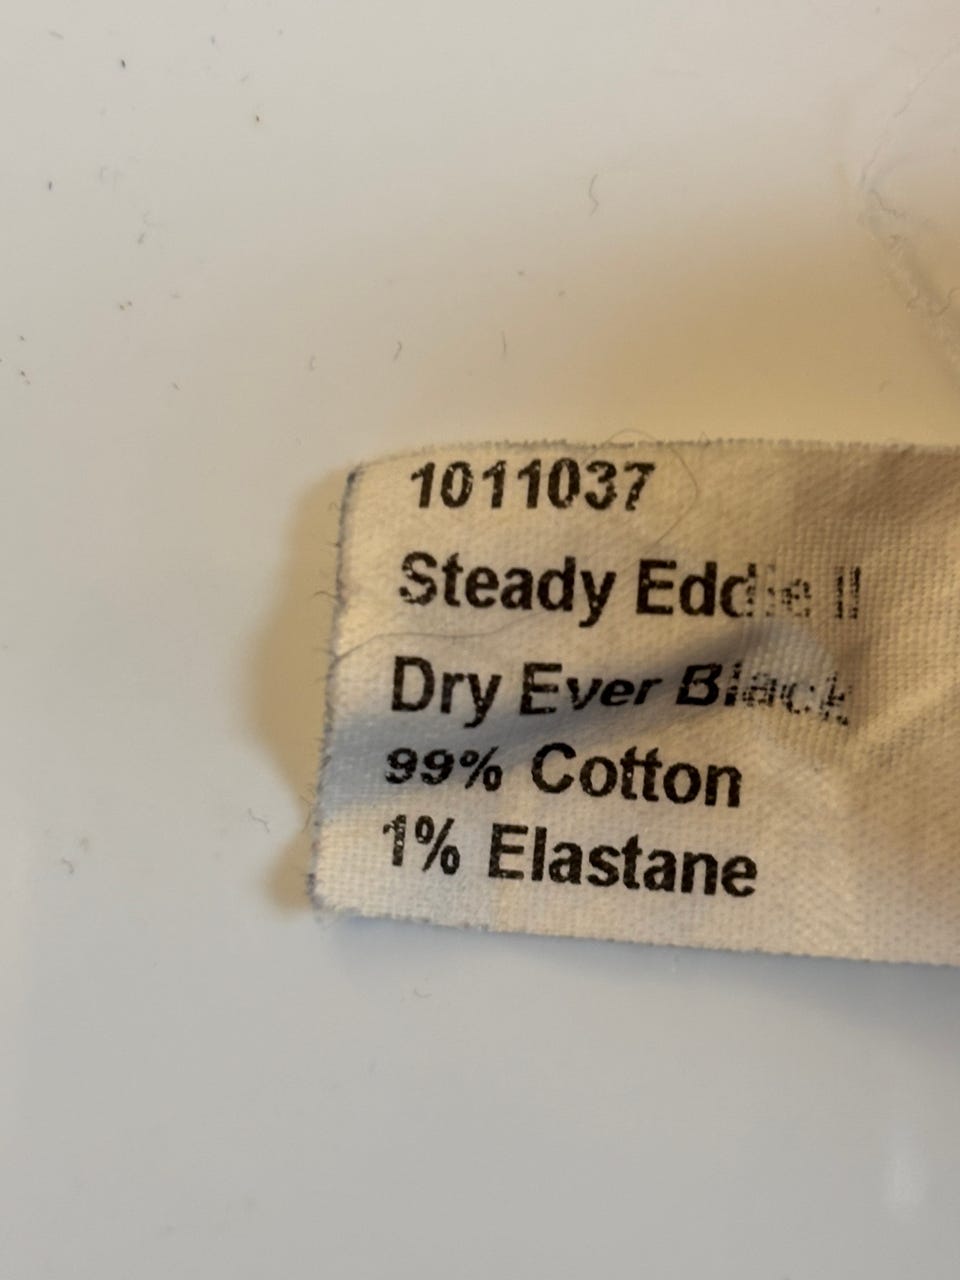 1011037
Steady Eddie II
Dry Ever Black
99% Cotton
1% Elastane